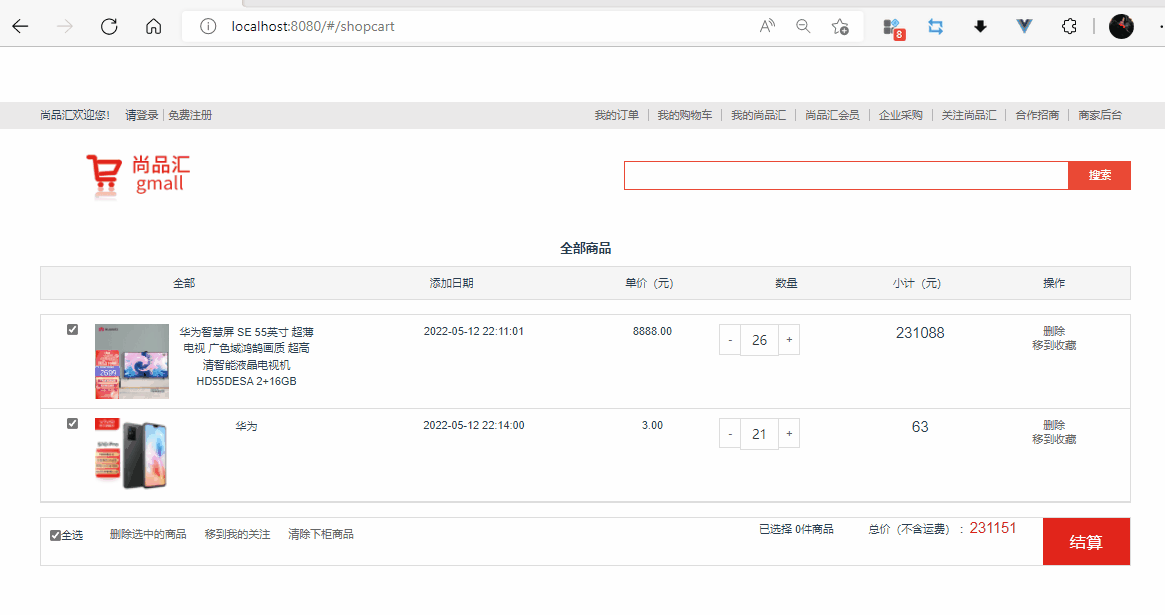 localhost:8080/#/shopcart
8
尚品汇欢迎您! 请登录 免费注册 我的订单 我的购物车 我的尚品汇 尚品汇会员 企业采购 关注尚品汇 合作招商 商家后台
尚品汇
gmall
搜索
全部商品
全部 添加日期 单价(元) 数量 小计(元) 操作
华为智慧屏 SE 55英寸 超薄
电视 广色域鸿鹄画质 超高
清智能液晶电视机
HD55DESA 2+16GB
2022-05-12 22:11:01 8888.00 - 26 + 231088 删除
移到收藏
华为 2022-05-12 22:14:00 3.00 - 21 + 63 删除
移到收藏
全选 删除选中的商品 移到我的关注 清除下柜商品 已选择 0件商品 总价(不含运费) : 231151 结算